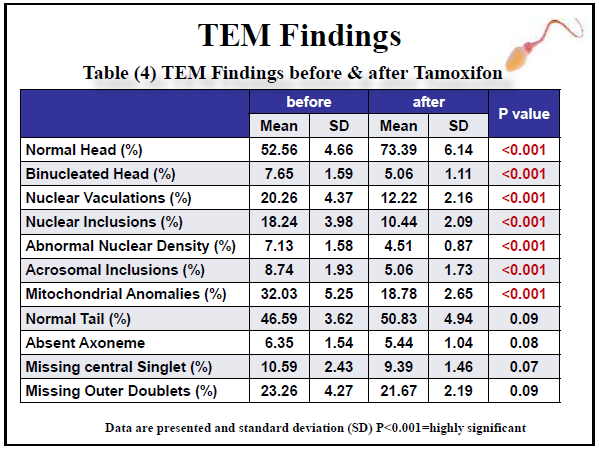 TEM Findings
Table (4) TEM Findings before & after Tamoxifon
before after P value
Mean SD Mean SD
Normal Head (%) 52.56 4.66 73.39 6.14 <0.001
Binucleated Head (%) 7.65 1.59 5.06 1.11 <0.001
Nuclear Vaculations (%) 20.26 4.37 12.22 2.16 <0.001
Nuclear Inclusions (%) 18.24 3.98 10.44 2.09 <0.001
Abnormal Nuclear Density (%) 7.13 1.58 4.51 0.87 <0.001
Acrosomal Inclusions (%) 8.74 1.93 5.06 1.73 <0.001
Mitochondrial Anomalies (%) 32.03 5.25 18.78 2.65 <0.001
Normal Tail (%) 46.59 3.62 50.83 4.94 0.09
Absent Axoneme 6.35 1.54 5.44 1.04 0.08
Missing central Singlet (%) 10.59 2.43 9.39 1.46 0.07
Missing Outer Doublets (%) 23.26 4.27 21.67 2.19 0.09
Data are presented and standard deviation (SD) P<0.001=highly significant